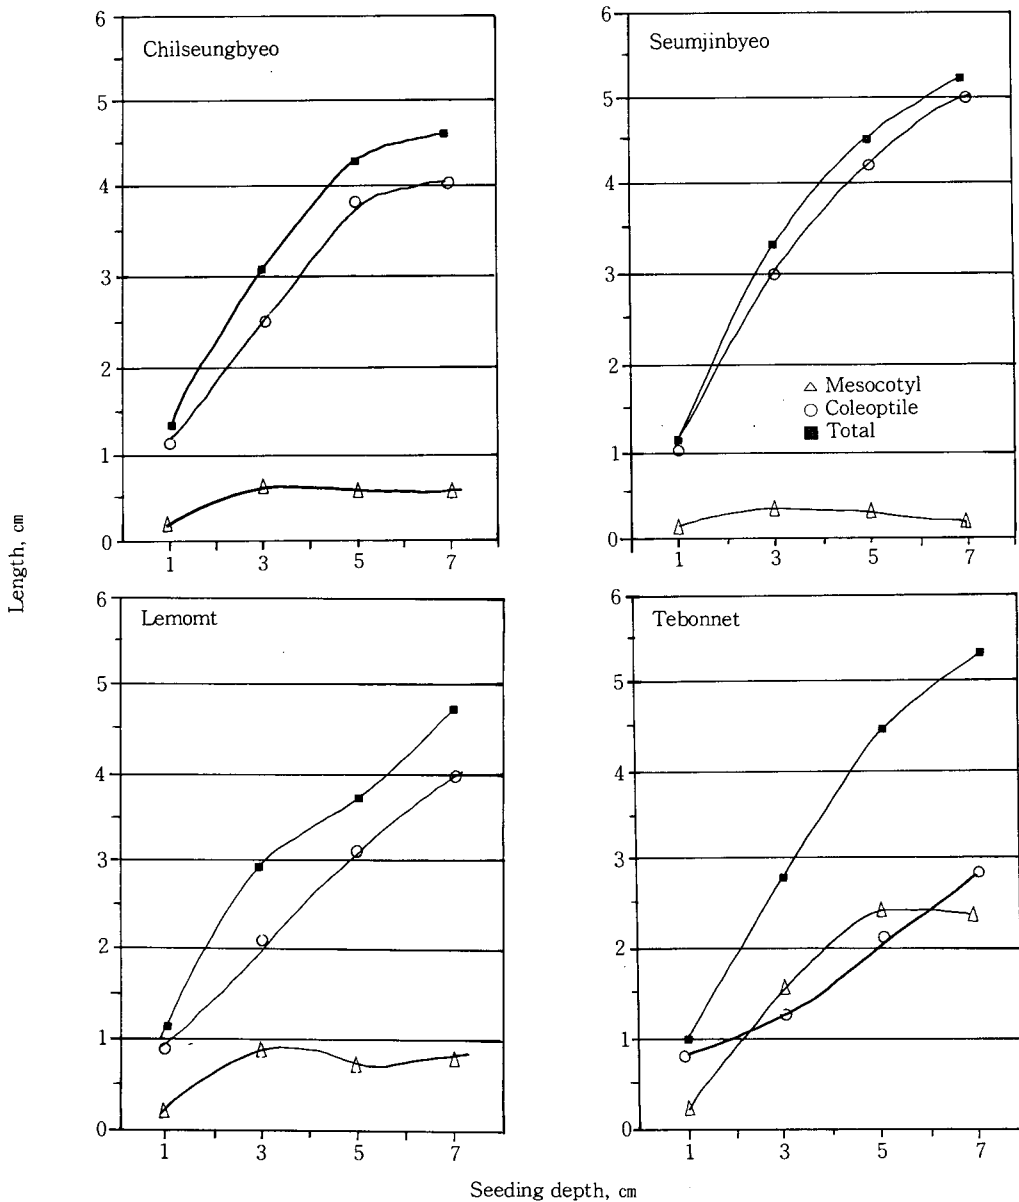 6
5
4
3
2
1
0
Chilseungbyeo
1 3 5 7
6
5
4
3
2
1
0
Seumjinbyeo
△ Mesocotyl
○ Coleoptile
■ Total
1 3 5 7
Length, cm
6
5
4
3
2
1
0
Lemomt
1 3 5 7
6
5
4
3
2
1
0
Tebonnet
1 3 5 7
Seeding depth, cm